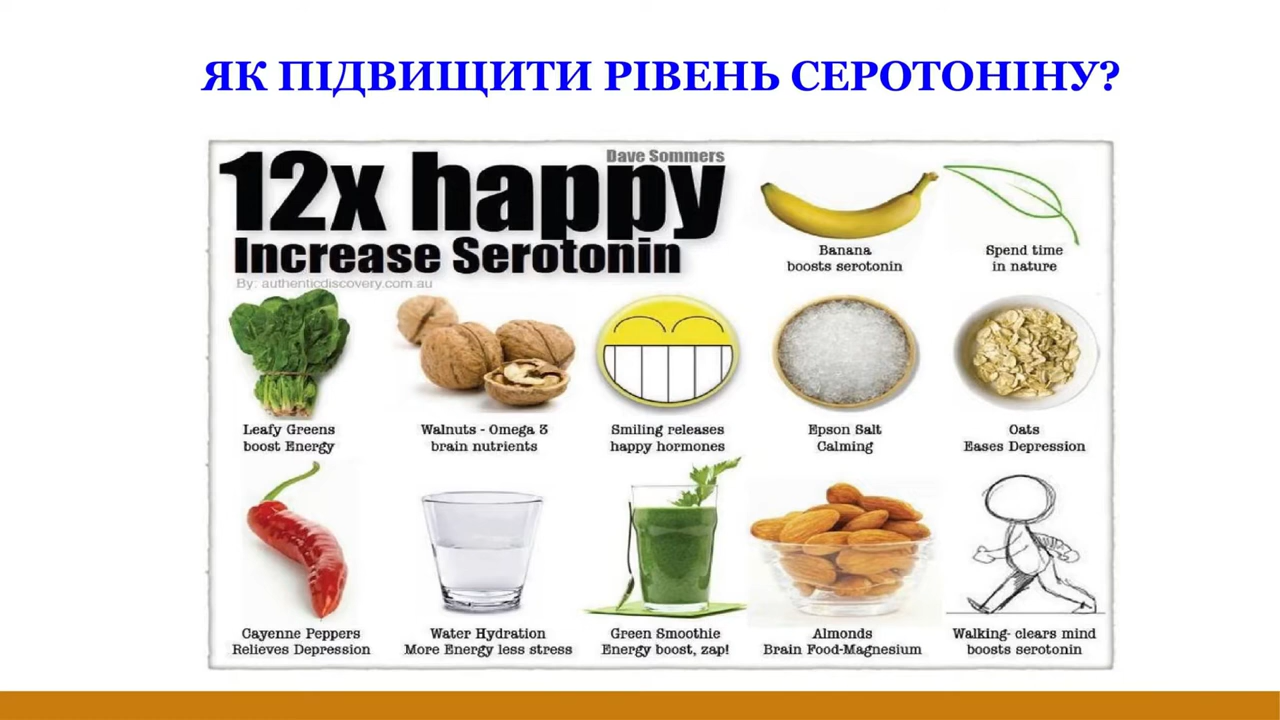 ЯК ПІДВИЩИТИ РІВЕНЬ СЕРОТОНІНУ?
Dave Sommers
12x happy
Increase Serotonin
By: authenticdiscovery.com.au
Banana
boosts serotonin
Spend time
in nature
Leafy Greens
boost Energy
Walnuts - Omega 3
brain nutrients
Smiling releases
happy hormones
Epson Salt
Calming
Oats
Eases Depression
Cayenne Peppers
Relieves Depression
Water Hydration
More Energy less stress
Green Smoothie
Energy boost, zap!
Almonds
Brain Food-Magnesium
Walking- clears mind
boosts serotonin